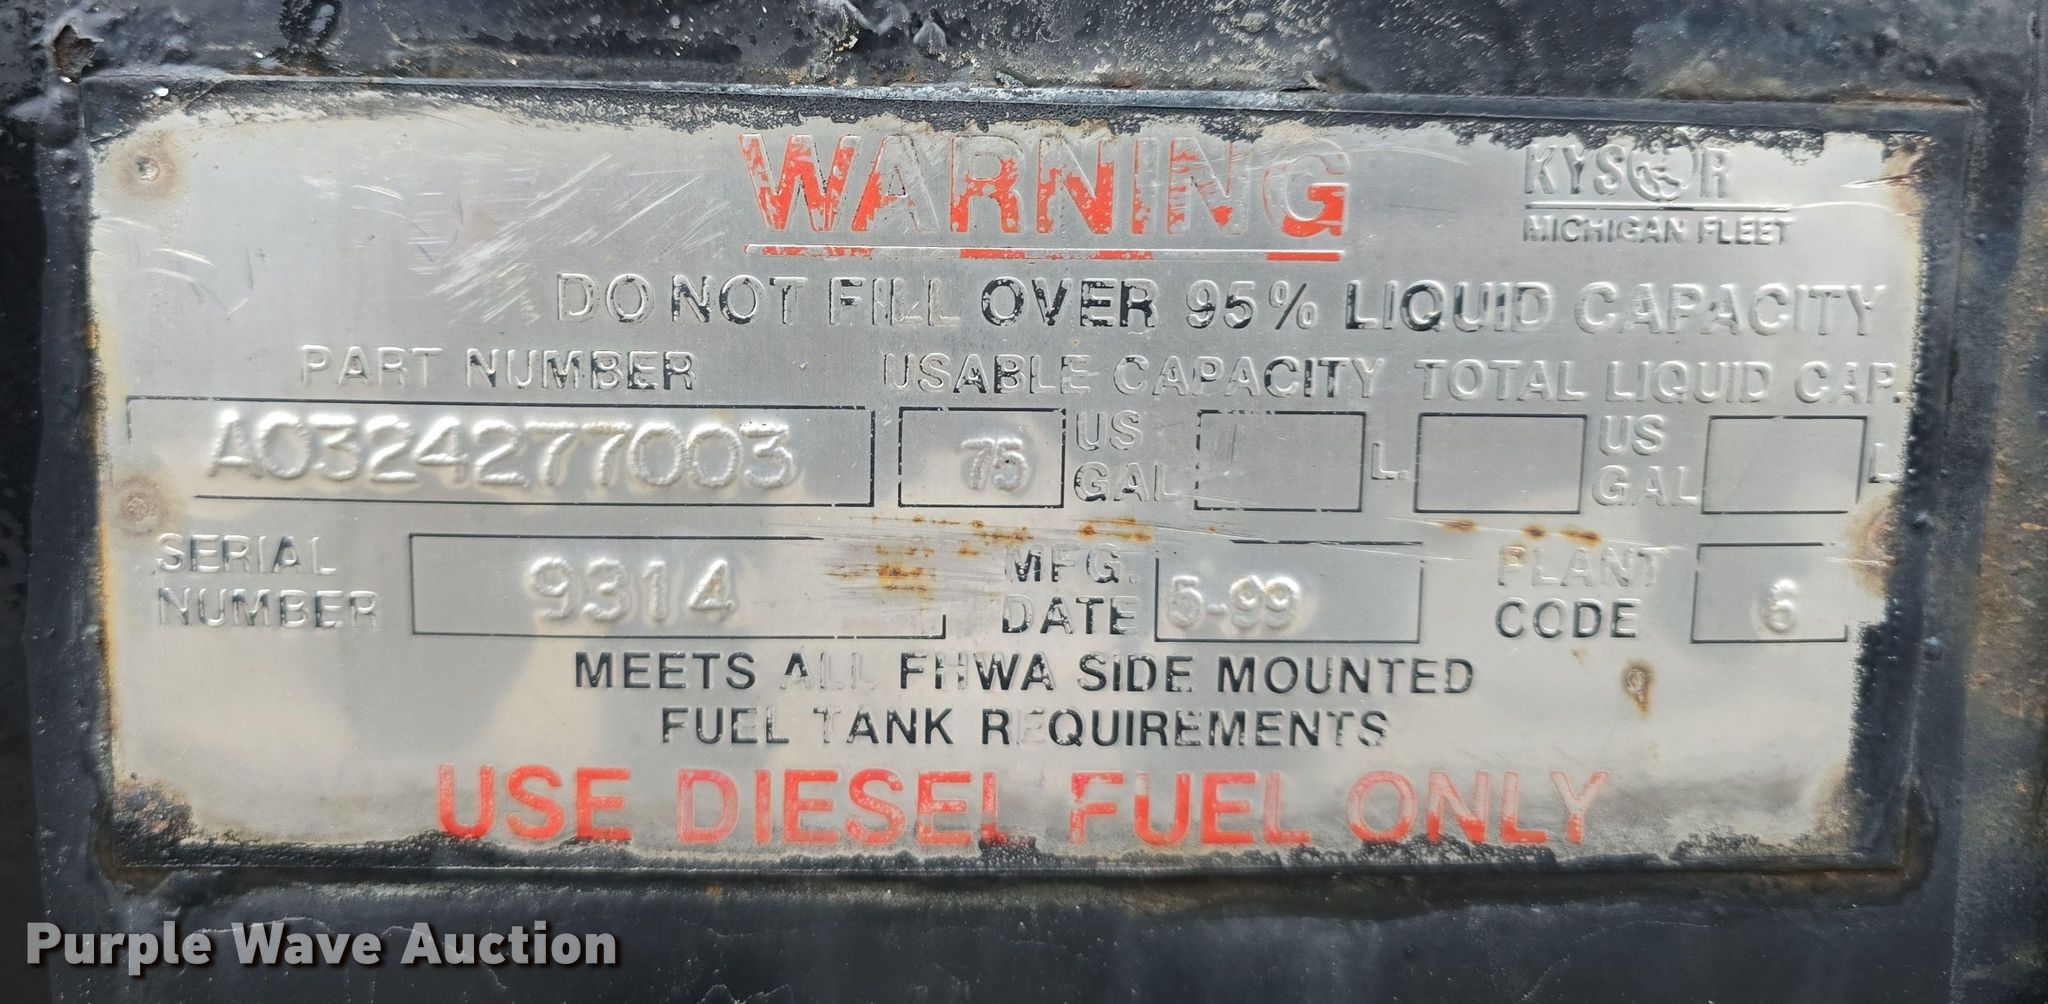 WARNING
KYSOR
MICHIGAN FLEET
DO NOT FILL OVER 95% LIQUID CAPACITY
PART NUMBER USABLE CAPACITY TOTAL LIQUID CAP.
A0324277003 75 US GAL L. US GAL L
SERIAL NUMBER 9314 MFG. DATE 5-99 PLANT CODE 6
MEETS ALL FHWA SIDE MOUNTED
FUEL TANK REQUIREMENTS
USE DIESEL FUEL ONLY
Purple Wave Auction